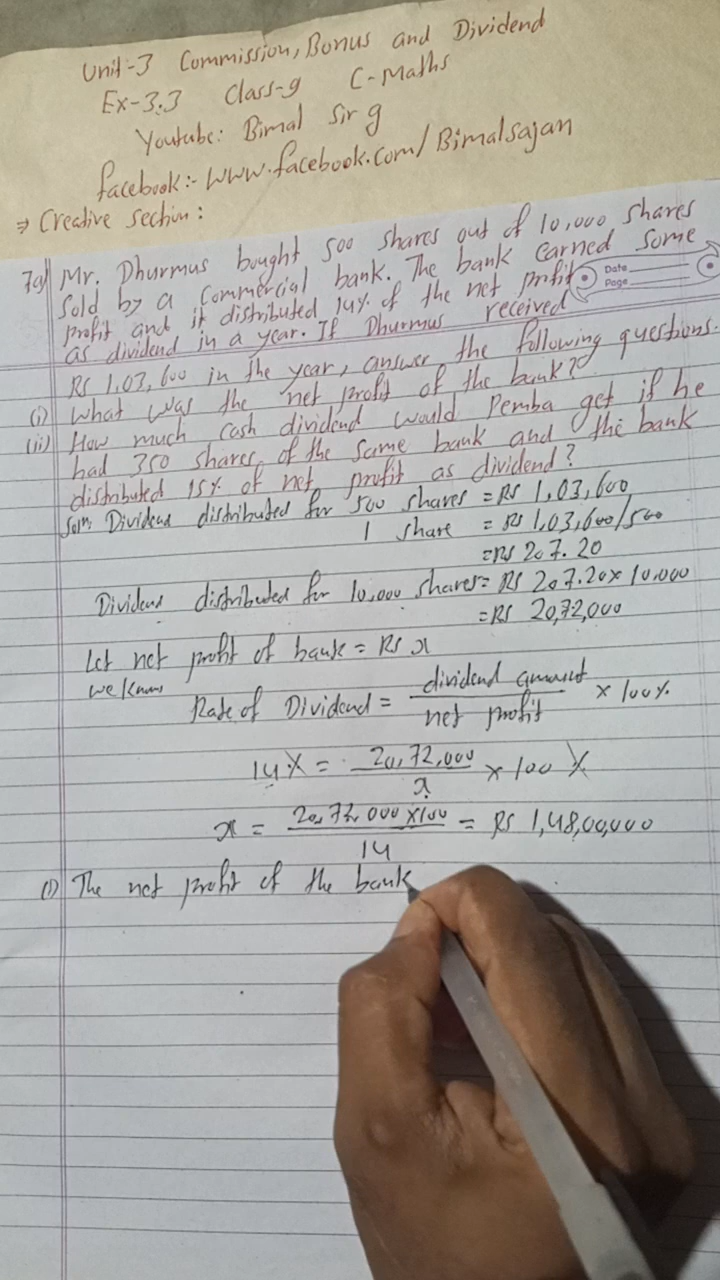 Unit-3 Commission, Bonus and Dividend
Ex-3.3 Class-9 C-Maths
Youtube: Bimal Sir g
facebook:- www.facebook.com/Bimalsajan
⇒ Creative section:
7a) Mr. Dhurmus bought 500 shares out of 10,000 shares
sold by a commercial bank. The bank earned some
profit and it distributed 14% of the net profit
Date
Page
as dividend in a year. If Dhurmus received
RS 1,03,600 in the year, answer the following questions.
(i) What was the net profit of the bank?
(ii) How much cash dividend would Pemba get if he
had 350 shares of the same bank and the bank
distributed 15% of net profit as dividend?
Solⁿ: Dividend distributed for 500 shares = RS 1,03,600
1 share = RS 1,03,600/500
= RS 207.20
Dividend distributed for 10,000 shares = RS 207.20 × 10,000
= RS 20,72,000
Let net profit of bank = RS x
we know
Rate of Dividend = dividend amount / net profit × 100%
14% = 20,72,000 / x × 100 %
x = 20,72,000 × 100 / 14 = RS 1,48,00,000
(i) The net profit of the bank